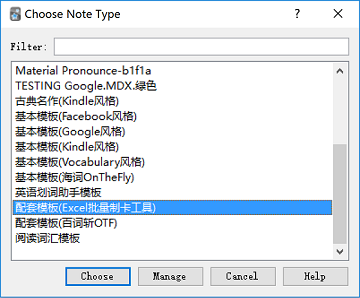 Choose Note Type
Filter:
Material Pronounce-b1f1a
TESTING Google.MDX.绿色
古典名作(Kindle风格)
基本模板(Facebook风格)
基本模板(Google风格)
基本模板(Kindle风格)
基本模板(Vocabulary风格)
基本模板(海词OnTheFly)
英语划词助手模板
配套模板(Excel批量制卡工具)
配套模板(百词斩OTF)
阅读词汇模板
Choose Manage Cancel Help